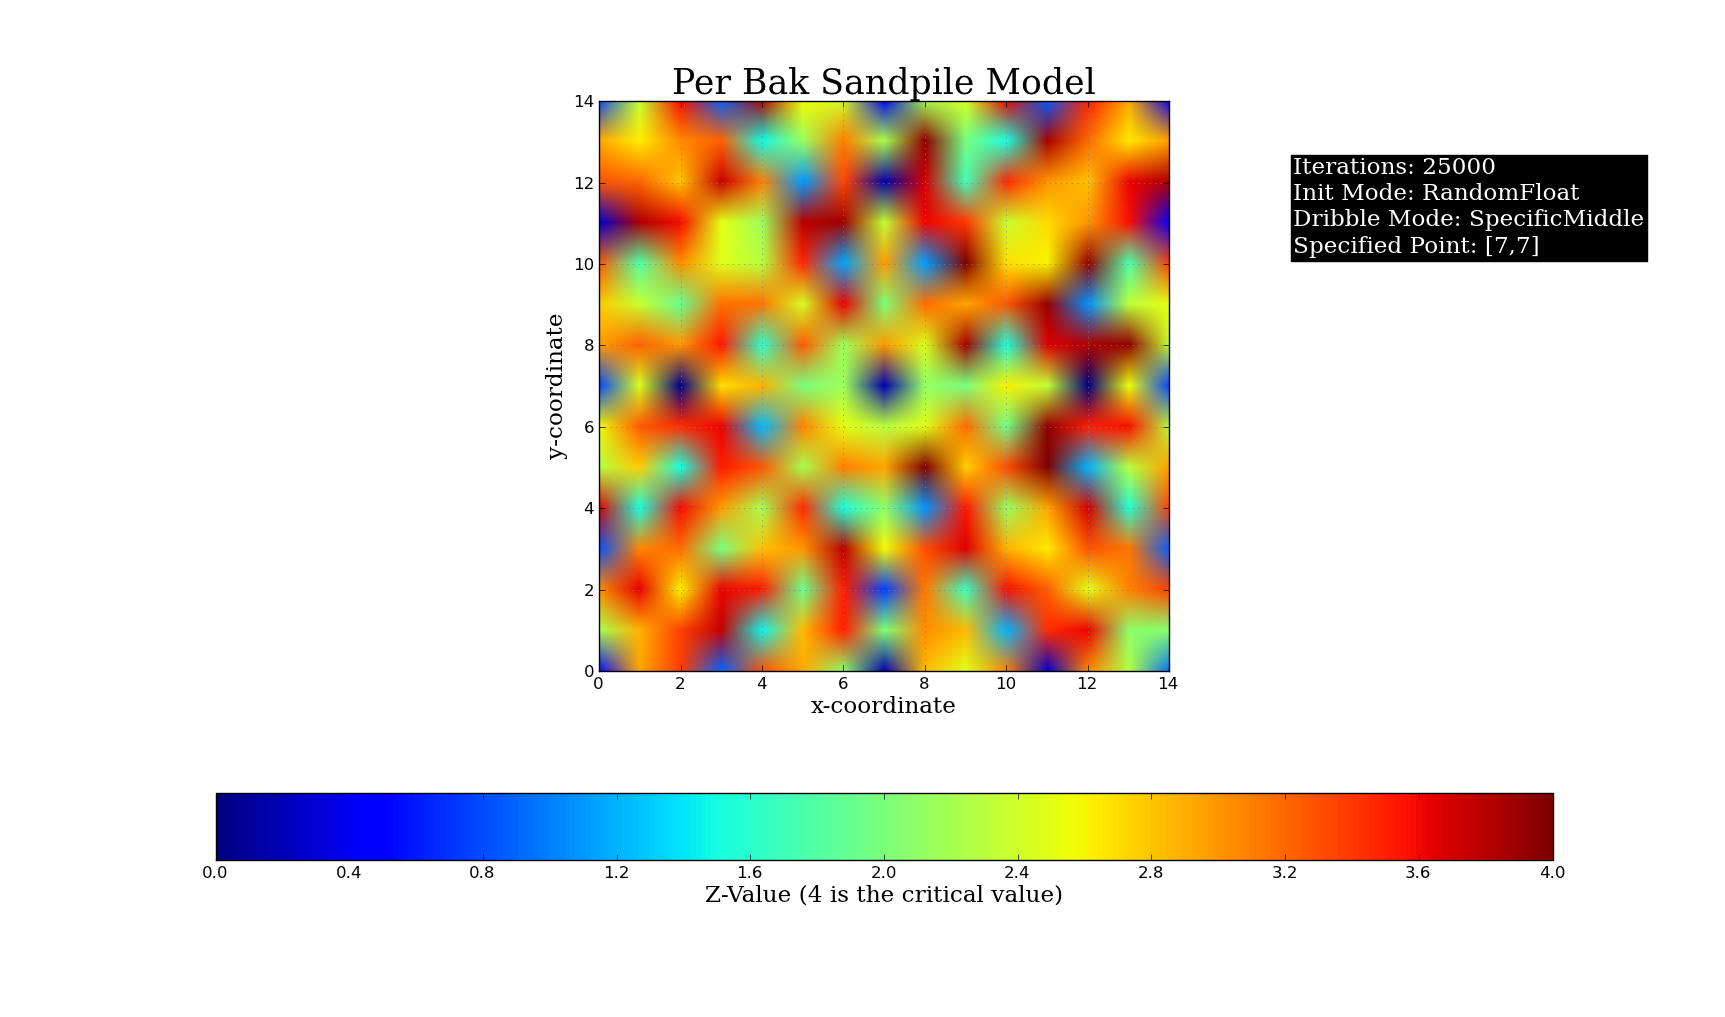 Per Bak Sandpile Model
14
12
10
8
6
4
2
0
y-coordinate
0 2 4 6 8 10 12 14
x-coordinate
Iterations: 25000
Init Mode: RandomFloat
Dribble Mode: SpecificMiddle
Specified Point: [7,7]
0.0 0.4 0.8 1.2 1.6 2.0 2.4 2.8 3.2 3.6 4.0
Z-Value (4 is the critical value)